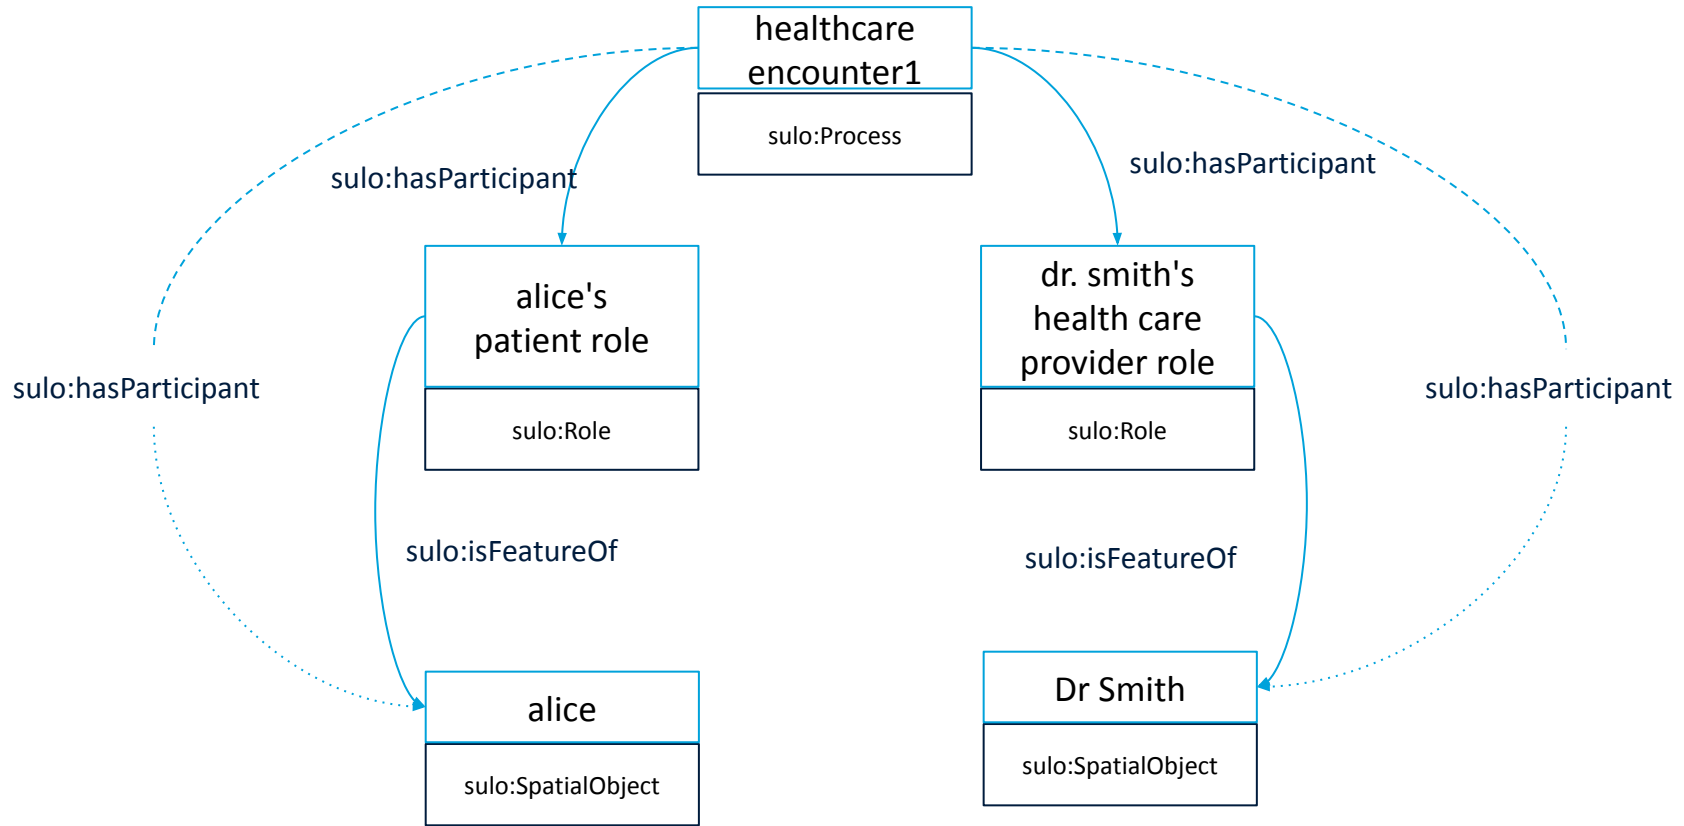 healthcare
encounter1
sulo:Process
sulo:hasParticipant
sulo:hasParticipant
alice's
patient role
sulo:Role
dr. smith's
health care
provider role
sulo:Role
sulo:hasParticipant
sulo:hasParticipant
sulo:isFeatureOf
sulo:isFeatureOf
alice
sulo:SpatialObject
Dr Smith
sulo:SpatialObject